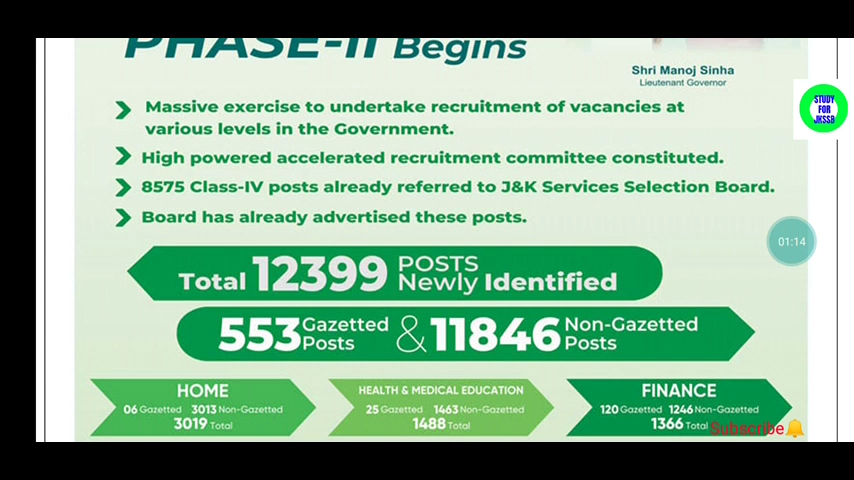 PHASE-II Begins
Shri Manoj Sinha
Lieutenant Governor
STUDY
FOR
JKSSB
Massive exercise to undertake recruitment of vacancies at
various levels in the Government.
High powered accelerated recruitment committee constituted.
8575 Class-IV posts already referred to J&K Services Selection Board.
Board has already advertised these posts.
01:14
Total 12399 POSTS Newly Identified
553 Gazetted Posts & 11846 Non-Gazetted Posts
HOME
06 Gazetted 3013 Non-Gazetted
3019 Total
HEALTH & MEDICAL EDUCATION
25 Gazetted 1463 Non-Gazetted
1488 Total
FINANCE
120 Gazetted 1246 Non-Gazetted
1366 Total
Subscribe